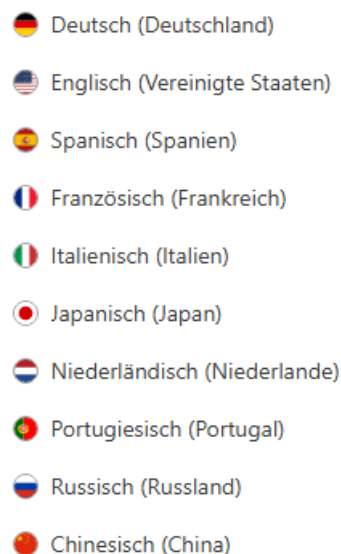 Deutsch (Deutschland)
Englisch (Vereinigte Staaten)
Spanisch (Spanien)
Französisch (Frankreich)
Italienisch (Italien)
Japanisch (Japan)
Niederländisch (Niederlande)
Portugiesisch (Portugal)
Russisch (Russland)
Chinesisch (China)